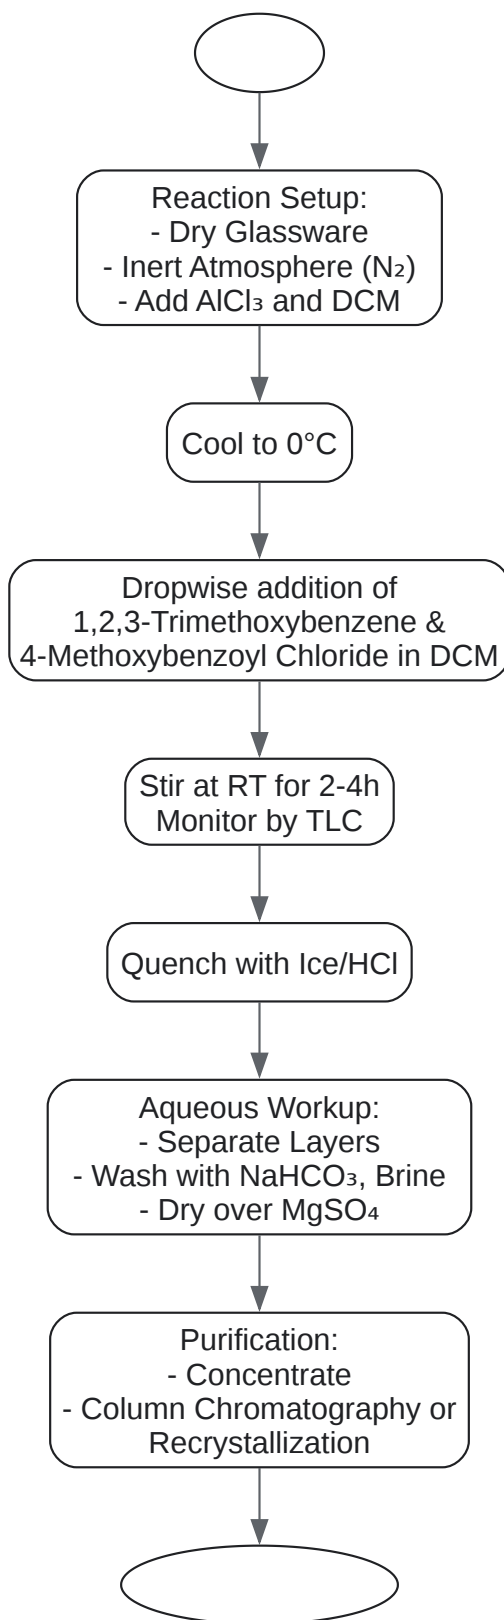 Reaction Setup:
- Dry Glassware
- Inert Atmosphere (N₂)
- Add AlCl₃ and DCM
Cool to 0°C
Dropwise addition of
1,2,3-Trimethoxybenzene &
4-Methoxybenzoyl Chloride in DCM
Stir at RT for 2-4h
Monitor by TLC
Quench with Ice/HCl
Aqueous Workup:
- Separate Layers
- Wash with NaHCO₃, Brine
- Dry over MgSO₄
Purification:
- Concentrate
- Column Chromatography or
Recrystallization